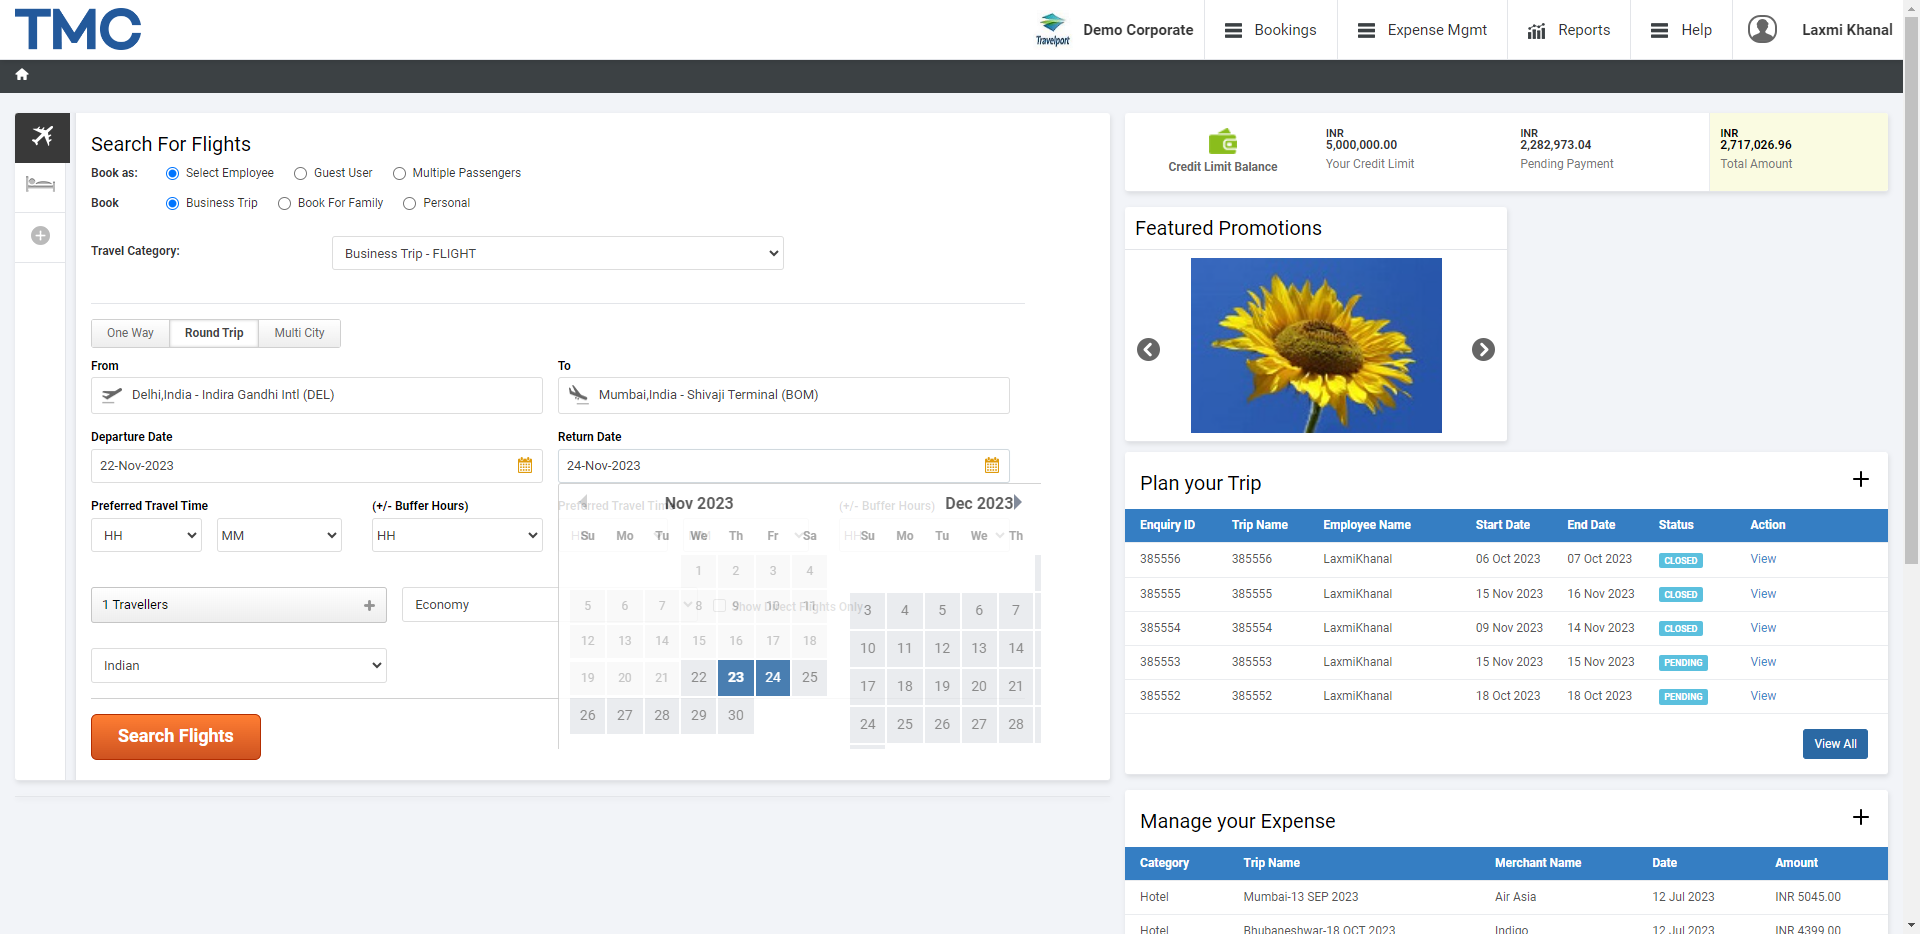 TMC
Travelport
Demo Corporate
Bookings
Expense Mgmt
Reports
Help
Laxmi Khanal
Search For Flights
Book as: Select Employee Guest User Multiple Passengers
Book Business Trip Book For Family Personal
Travel Category: Business Trip - FLIGHT
One Way Round Trip Multi City
From To
Delhi,India - Indira Gandhi Intl (DEL) Mumbai,India - Shivaji Terminal (BOM)
Departure Date Return Date
22-Nov-2023 24-Nov-2023
Preferred Travel Time (+/- Buffer Hours)
HH MM HH
1 Travellers Economy
Indian
Search Flights
Preferred Travel Time (+/- Buffer Hours)
Show Direct Flights Only
Nov 2023
Su Mo Tu We Th Fr Sa
1 2 3 4
5 6 7 8 9 10 11
12 13 14 15 16 17 18
19 20 21 22 23 24 25
26 27 28 29 30
Dec 2023
Su Mo Tu We Th
3 4 5 6 7
10 11 12 13 14
17 18 19 20 21
24 25 26 27 28
Credit Limit Balance
INR
5,000,000.00
Your Credit Limit
INR
2,282,973.04
Pending Payment
INR
2,717,026.96
Total Amount
Featured Promotions
Plan your Trip
Enquiry ID Trip Name Employee Name Start Date End Date Status Action
385556 385556 LaxmiKhanal 06 Oct 2023 07 Oct 2023 CLOSED View
385555 385555 LaxmiKhanal 15 Nov 2023 16 Nov 2023 CLOSED View
385554 385554 LaxmiKhanal 09 Nov 2023 14 Nov 2023 CLOSED View
385553 385553 LaxmiKhanal 15 Nov 2023 15 Nov 2023 PENDING View
385552 385552 LaxmiKhanal 18 Oct 2023 18 Oct 2023 PENDING View
View All
Manage your Expense
Category Trip Name Merchant Name Date Amount
Hotel Mumbai-13 SEP 2023 Air Asia 12 Jul 2023 INR 5045.00
Hotel Bhubaneshwar-18 OCT 2023 Indigo 12 Jul 2023 INR 4399.00